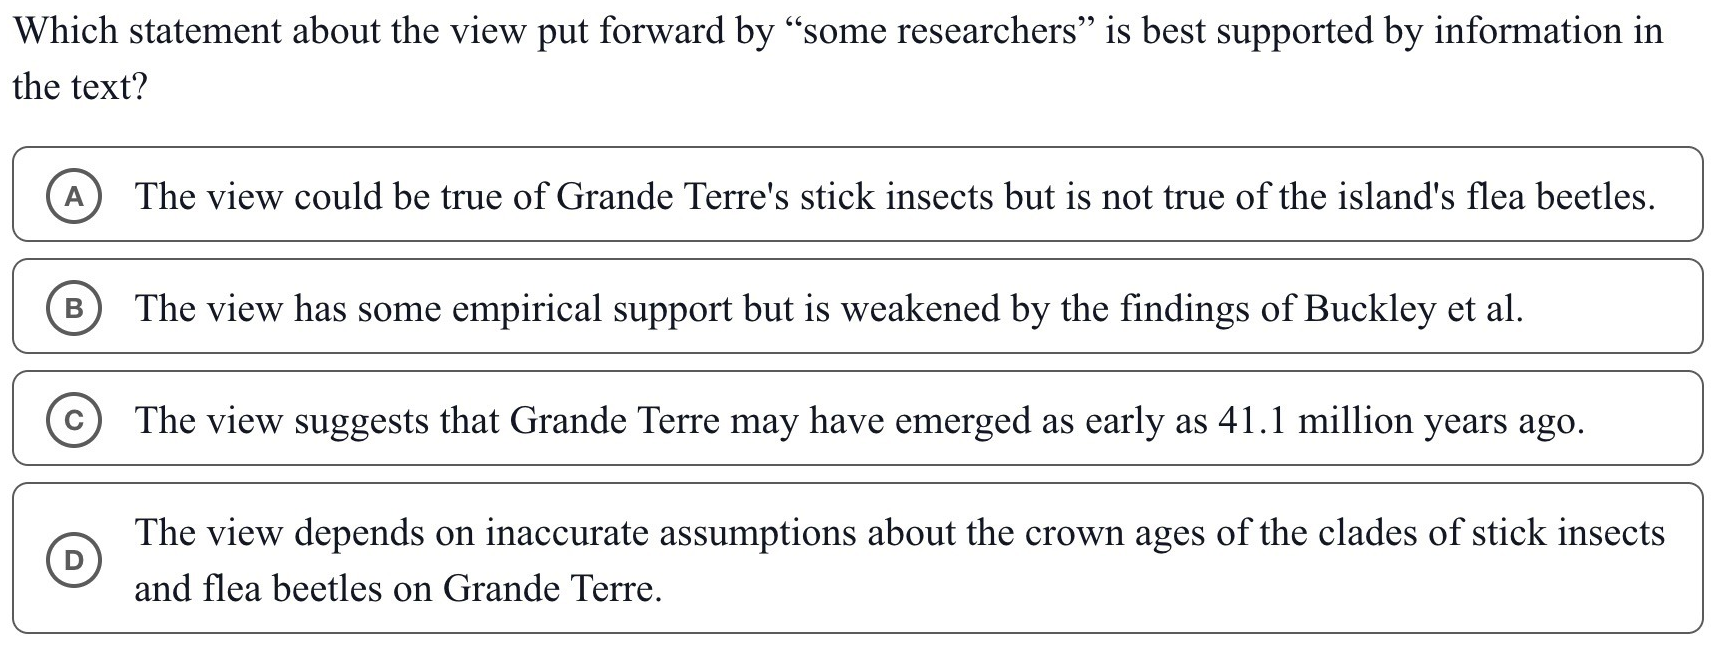 Which statement about the view put forward by “some researchers” is best supported by information in
the text?
A The view could be true of Grande Terre's stick insects but is not true of the island's flea beetles.
B The view has some empirical support but is weakened by the findings of Buckley et al.
C The view suggests that Grande Terre may have emerged as early as 41.1 million years ago.
D The view depends on inaccurate assumptions about the crown ages of the clades of stick insects
and flea beetles on Grande Terre.